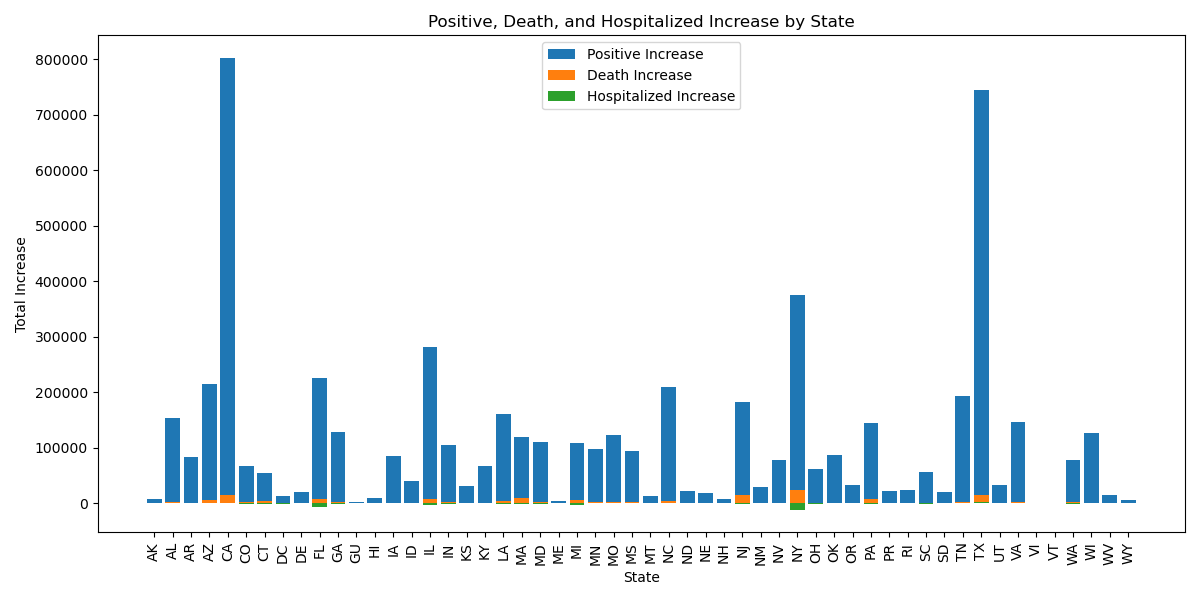 Positive, Death, and Hospitalized Increase by State
Positive Increase
Death Increase
Hospitalized Increase
Total Increase
800000
700000
600000
500000
400000
300000
200000
100000
0
AK AL AR AZ CA CO CT DC DE FL GA GU HI IA ID IL IN KS KY LA MA MD ME MI MN MO MS MT NC ND NE NH NJ NM NV NY OH OK OR PA PR RI SC SD TN TX UT VA VI VT WA WI WV WY
State